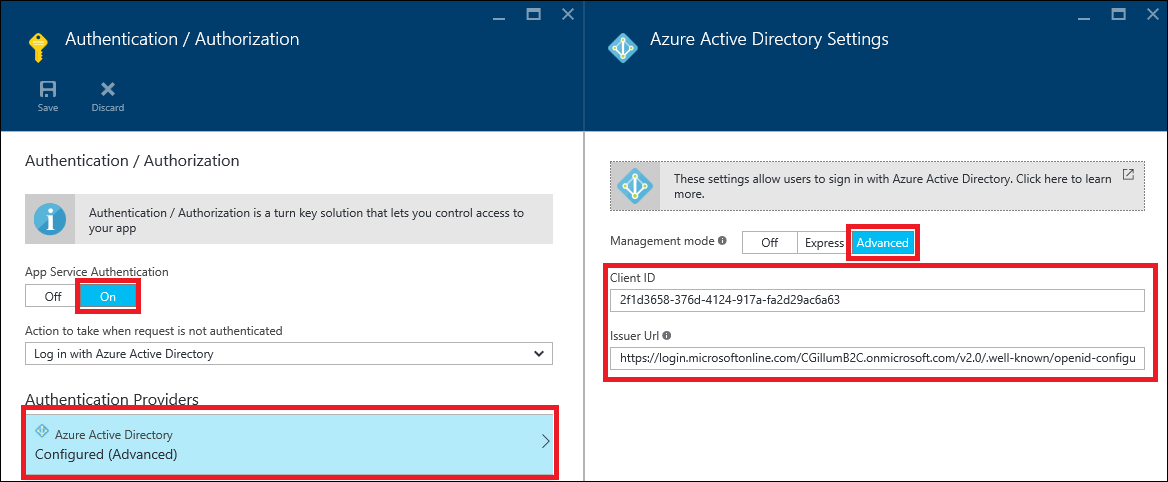 Authentication / Authorization
Save
Discard
Authentication / Authorization
Authentication / Authorization is a turn key solution that lets you control access to
your app
App Service Authentication
Off
On
Action to take when request is not authenticated
Log in with Azure Active Directory
Authentication Providers
Azure Active Directory
Configured (Advanced)
Azure Active Directory Settings
These settings allow users to sign in with Azure Active Directory. Click here to learn
more.
Management mode
Off
Express
Advanced
Client ID
2f1d3658-376d-4124-917a-fa2d29ac6a63
Issuer Url
https://login.microsoftonline.com/CGillumB2C.onmicrosoft.com/v2.0/.well-known/openid-configu